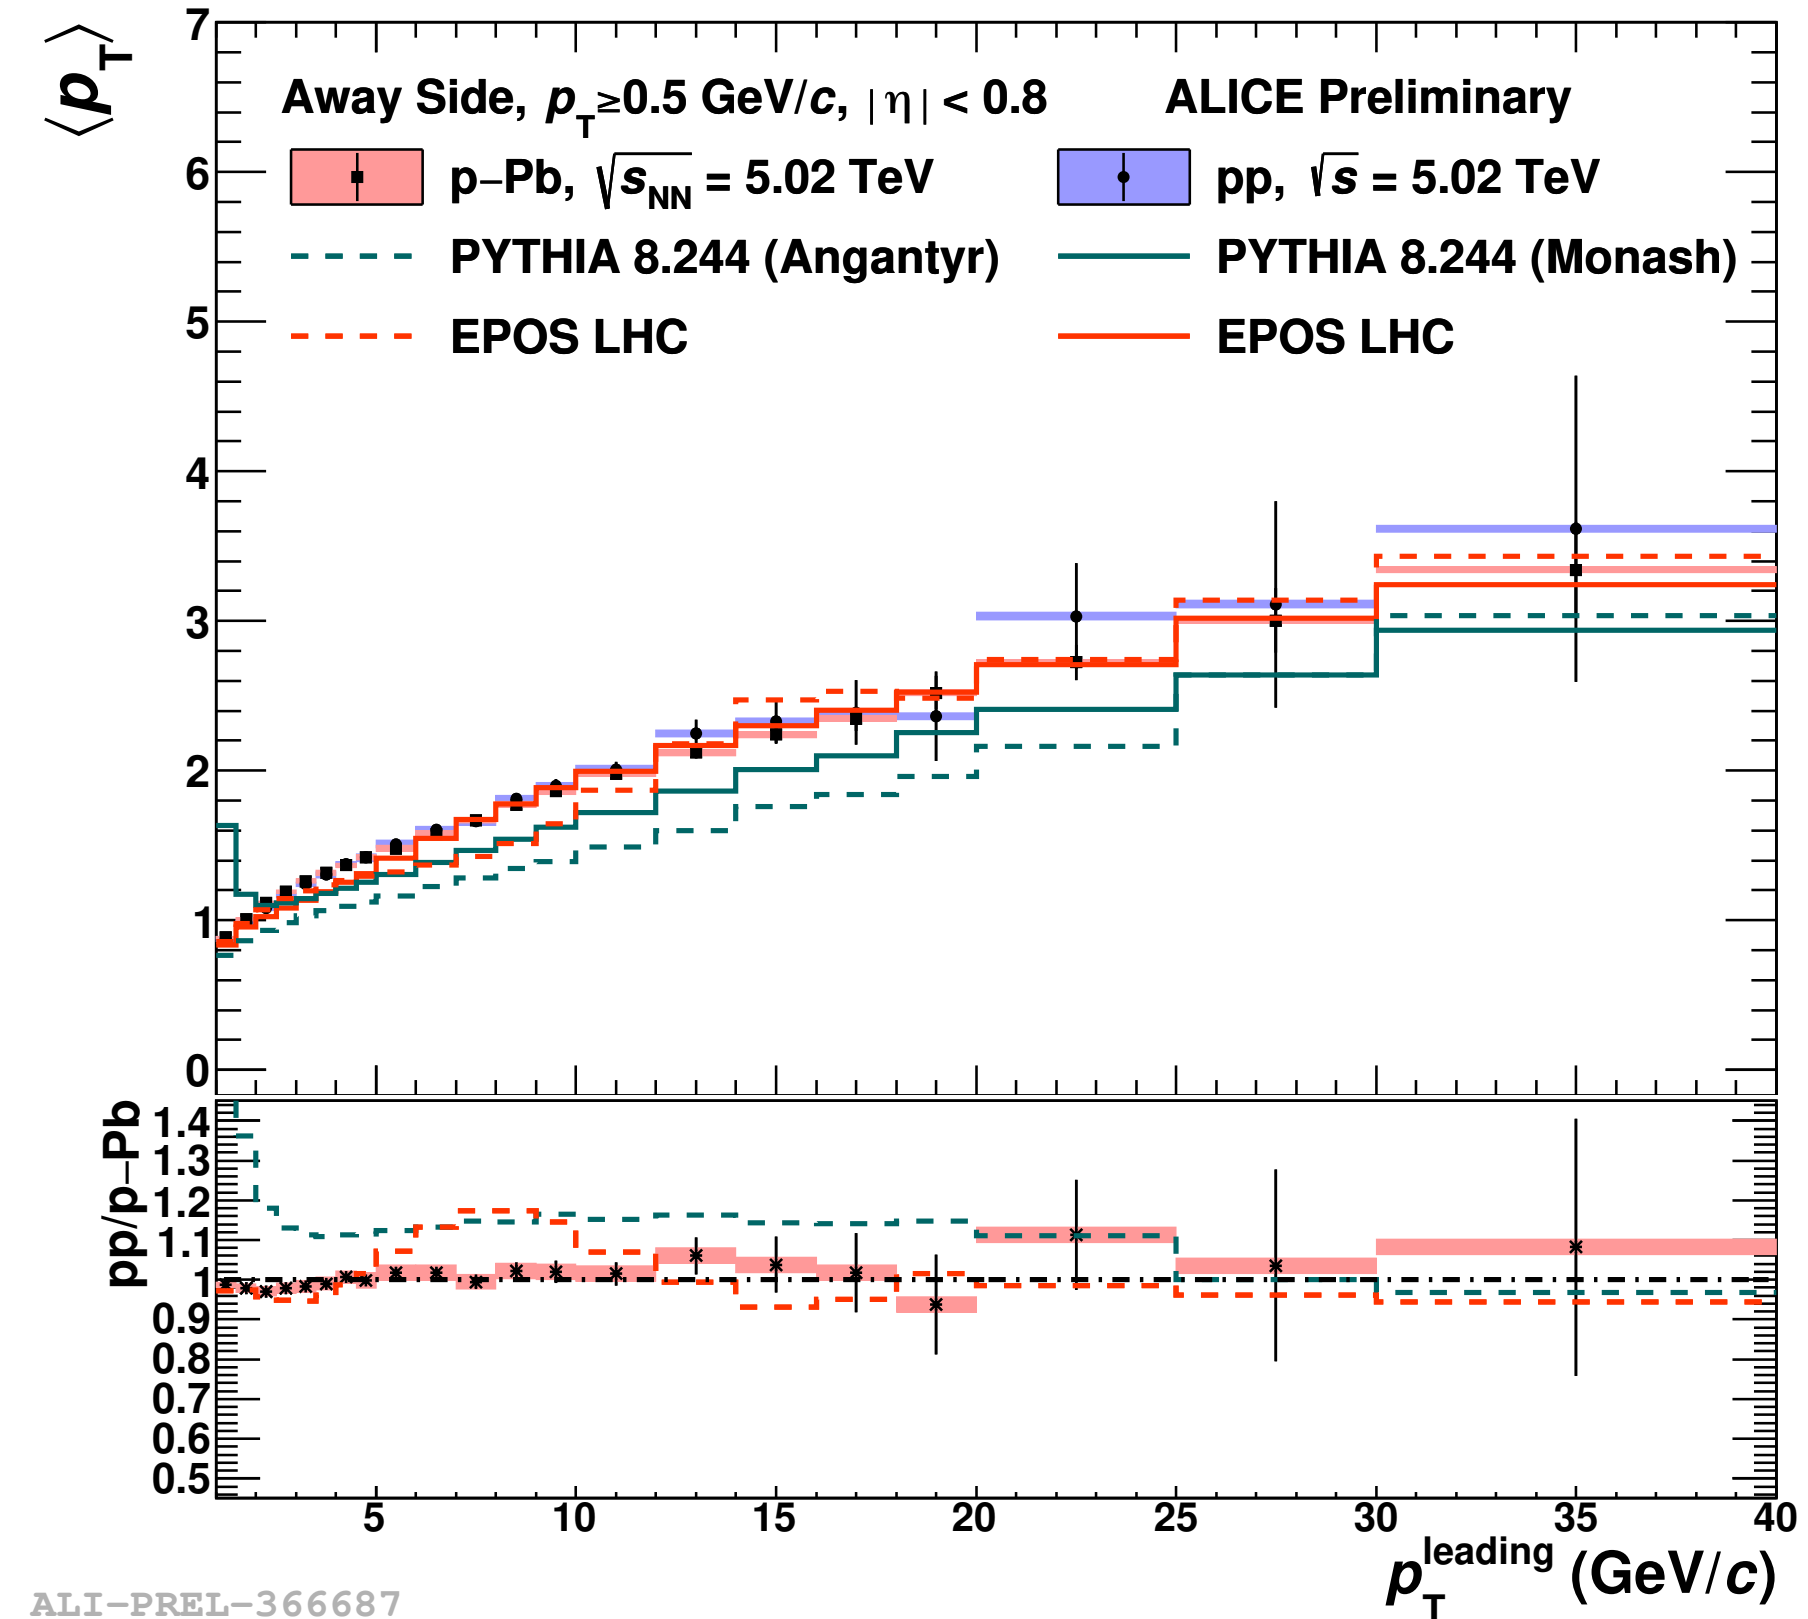 ⟨pT⟩
7
6
5
4
3
2
1
0
Away Side, pT≥0.5 GeV/c, |η| < 0.8
ALICE Preliminary
p−Pb, √sNN = 5.02 TeV
pp, √s = 5.02 TeV
PYTHIA 8.244 (Angantyr)
PYTHIA 8.244 (Monash)
EPOS LHC
EPOS LHC
pp/p−Pb
1.4
1.3
1.2
1.1
1
0.9
0.8
0.7
0.6
0.5
5 10 15 20 25 30 35 40
pTleading (GeV/c)
ALI−PREL−366687